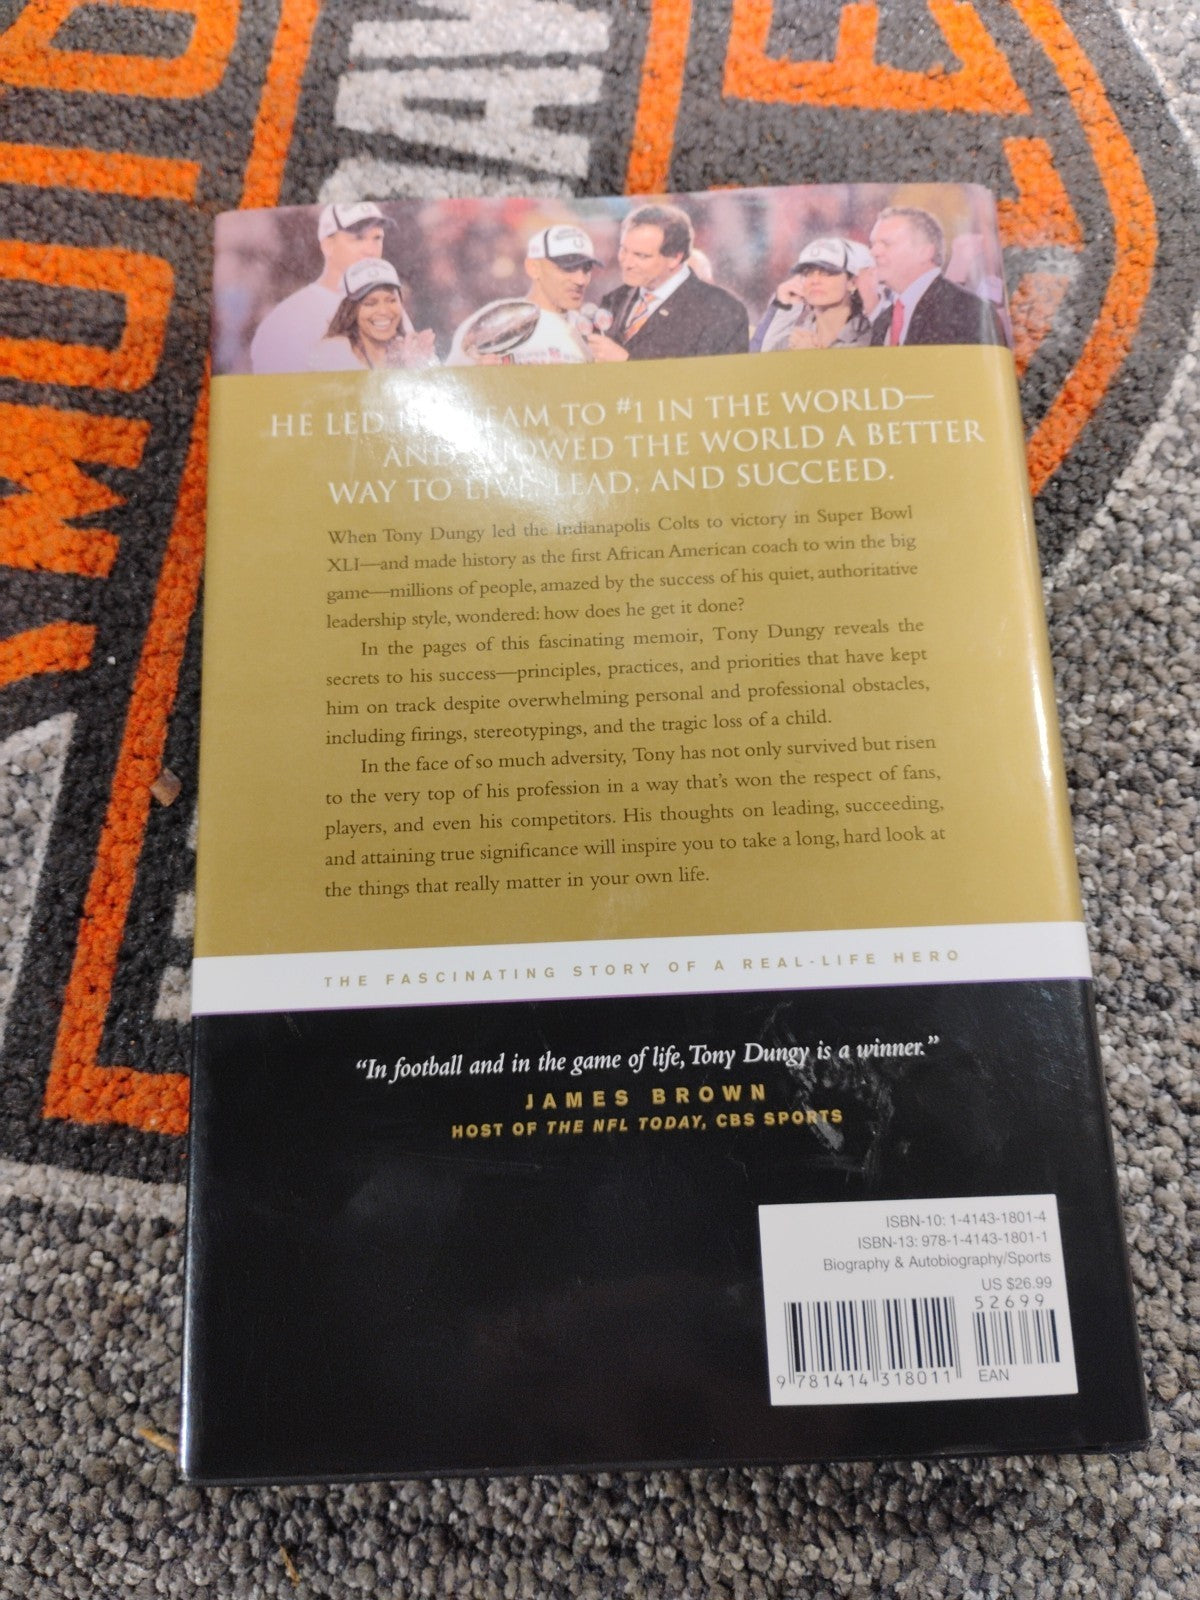 HE LED TEAM TO #1 IN THE WORLD—
AND SHOWED THE WORLD A BETTER
WAY TO LIVE, LEAD, AND SUCCEED.
When Tony Dungy led the Indianapolis Colts to victory in Super Bowl
XLI—and made history as the first African American coach to win the big
game—millions of people, amazed by the success of his quiet, authoritative
leadership style, wondered: how does he get it done?
In the pages of this fascinating memoir, Tony Dungy reveals the
secrets to his success—principles, practices, and priorities that have kept
him on track despite overwhelming personal and professional obstacles,
including firings, stereotypings, and the tragic loss of a child.
In the face of so much adversity, Tony has not only survived but risen
to the very top of his profession in a way that's won the respect of fans,
players, and even his competitors. His thoughts on leading, succeeding,
and attaining true significance will inspire you to take a long, hard look at
the things that really matter in your own life.
THE FASCINATING STORY OF A REAL-LIFE HERO
“In football and in the game of life, Tony Dungy is a winner.”
JAMES BROWN
HOST OF THE NFL TODAY, CBS SPORTS
ISBN-10: 1-4143-1801-4
ISBN-13: 978-1-4143-1801-1
Biography & Autobiography/Sports
US $26.99
52699
9 781414 318011
EAN